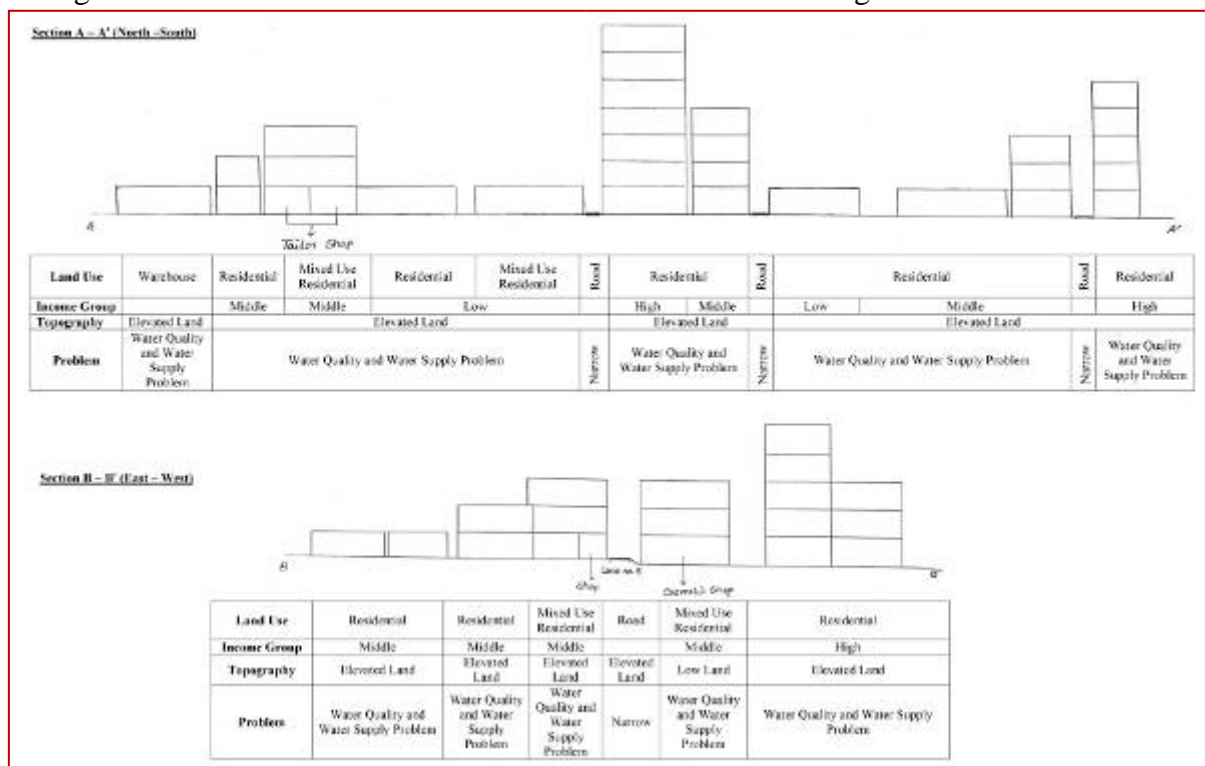 Section A – A' (North –South)
A
A'
Tailor Shop
Land Use
Warehouse
Residential
Mixed Use
Residential
Residential
Mixed Use
Residential
Road
Residential
Road
Residential
Road
Residential
Income Group
Middle
Middle
Low
High
Middle
Low
Middle
High
Topography
Elevated Land
Elevated Land
Elevated Land
Elevated Land
Problem
Water Quality
and Water
Supply
Problem
Water Quality and Water Supply Problem
Narrow
Water Quality and
Water Supply Problem
Narrow
Water Quality and Water Supply Problem
Narrow
Water Quality
and Water
Supply Problem
Section B – B' (East – West)
B
B'
Shop
Shop
Land Use
Residential
Residential
Mixed Use
Residential
Road
Mixed Use
Residential
Residential
Income Group
Middle
Middle
Middle
Middle
High
Topography
Elevated Land
Elevated
Land
Elevated
Land
Elevated
Land
Low Land
Elevated Land
Problem
Water Quality and
Water Supply Problem
Water Quality
and Water
Supply
Problem
Water
Quality and
Water
Supply
Problem
Narrow
Water Quality
and Water
Supply
Problem
Water Quality and Water Supply
Problem